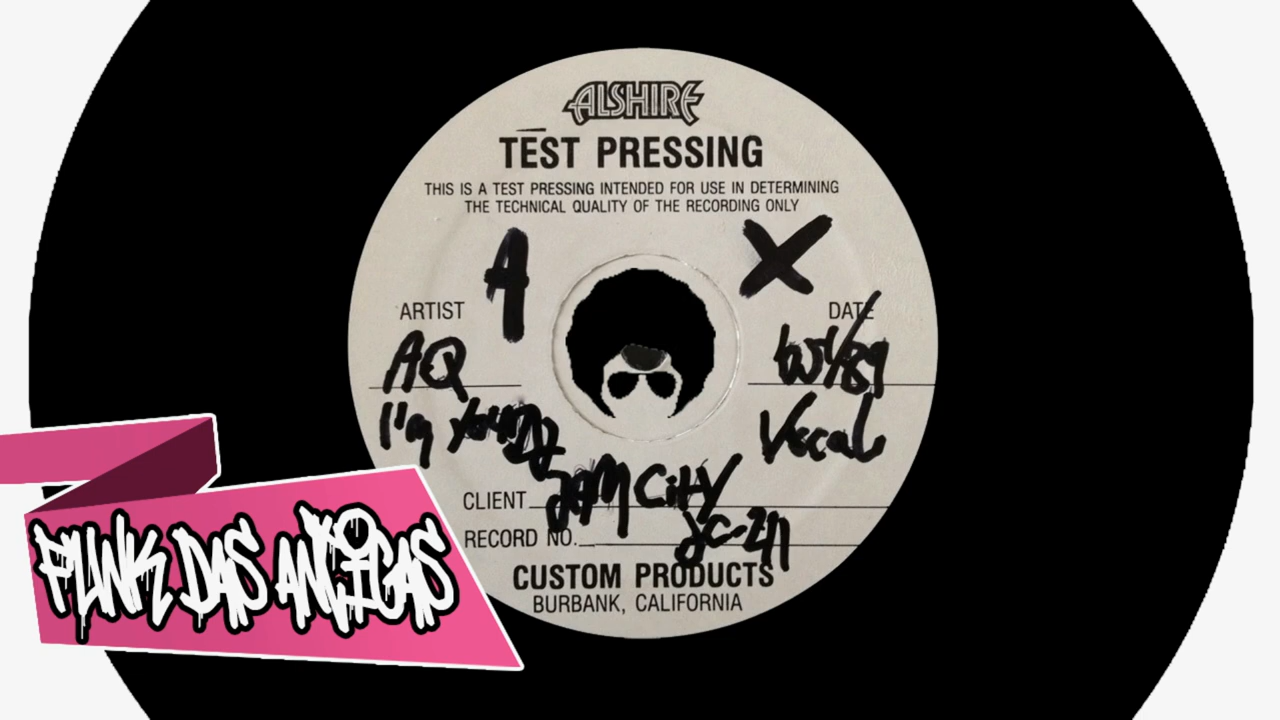 ALSHIRE
TEST PRESSING
THIS IS A TEST PRESSING INTENDED FOR USE IN DETERMINING
THE TECHNICAL QUALITY OF THE RECORDING ONLY
A X
ARTIST DATE
AQ
I'm Vocal
CLIENT JAM CITY
RECORD NO. JC-211
CUSTOM PRODUCTS
BURBANK, CALIFORNIA
FUNK DAS ANTIGAS